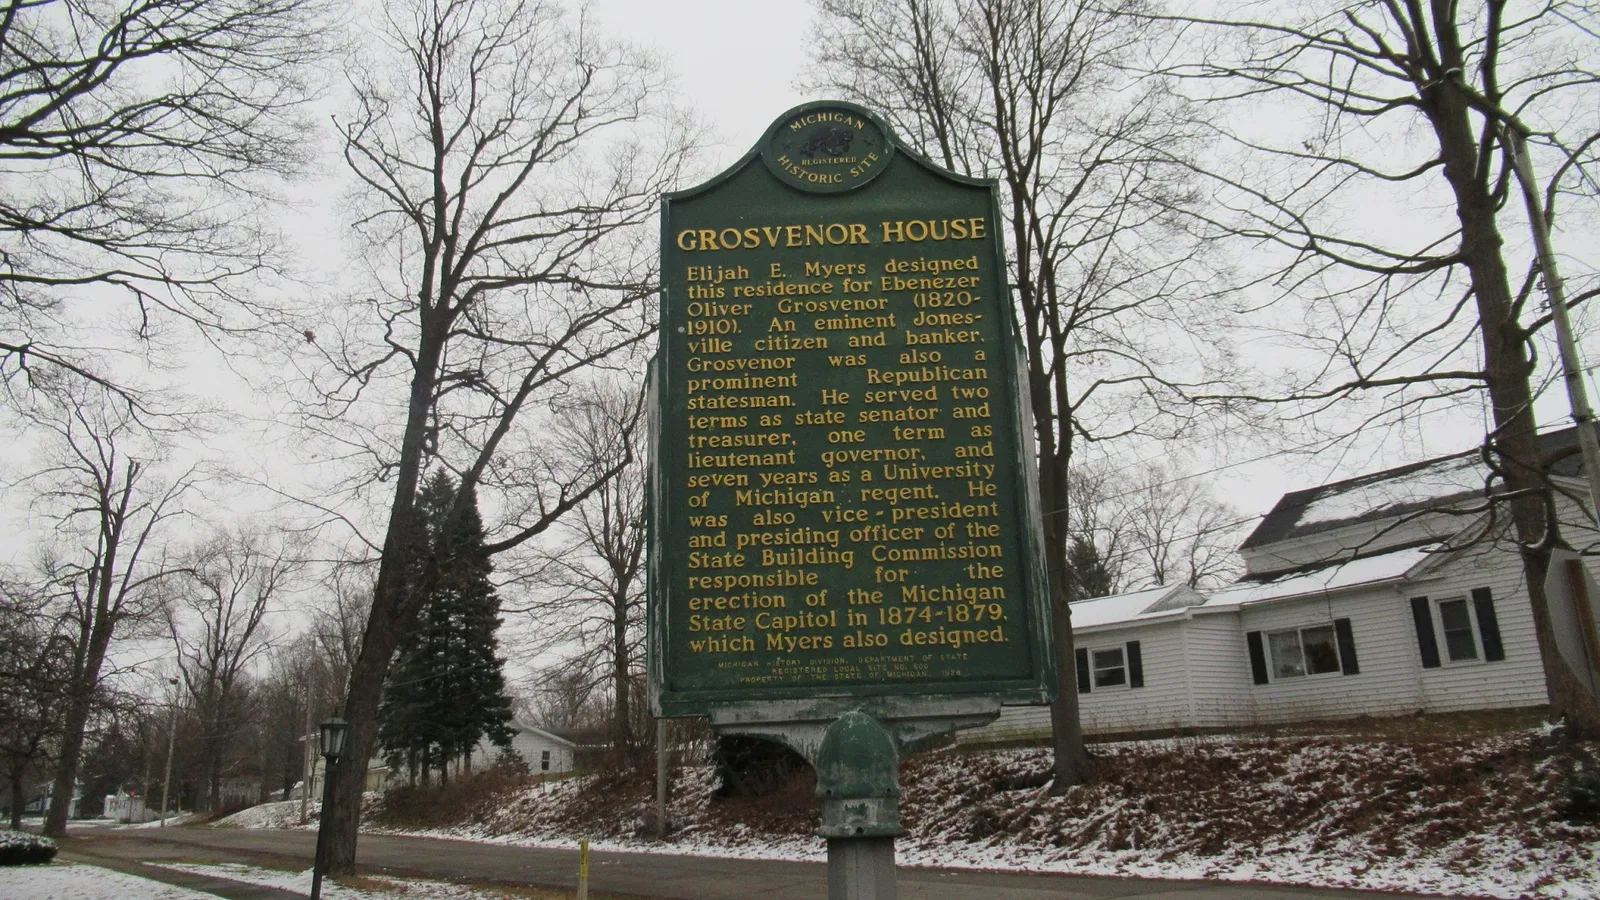 MICHIGAN
REGISTERED
HISTORIC SITE
GROSVENOR HOUSE
Elijah E. Myers designed
this residence for Ebenezer
Oliver Grosvenor (1820-
1910). An eminent Jones-
ville citizen and banker,
Grosvenor was also a
prominent Republican
statesman. He served two
terms as state senator and
treasurer, one term as
lieutenant governor, and
seven years as a University
of Michigan regent. He
was also vice-president
and presiding officer of the
State Building Commission
responsible for the
erection of the Michigan
State Capitol in 1874-1879,
which Myers also designed.
MICHIGAN HISTORY DIVISION, DEPARTMENT OF STATE
REGISTERED LOCAL SITE NO.
PROPERTY OF THE STATE OF MICHIGAN,